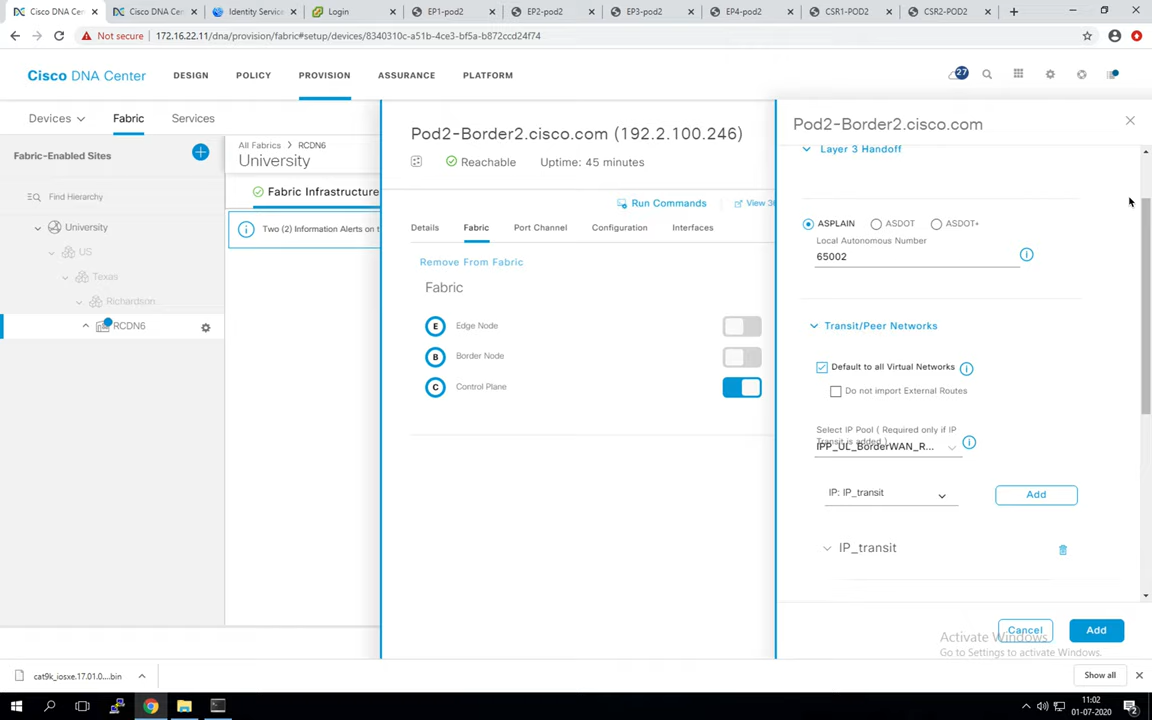 Cisco DNA Center
Cisco DNA Cent
Identity Service
Login
EP1-pod2
EP2-pod2
EP3-pod2
EP4-pod2
CSR1-POD2
CSR2-POD2
Not secure
172.16.22.11/dna/provision/fabric#setup/devices/8340310c-a51b-4ce3-bf5a-b872ccd24f74
Cisco DNA Center
DESIGN
POLICY
PROVISION
ASSURANCE
PLATFORM
27
Devices
Fabric
Services
Fabric-Enabled Sites
Find Hierarchy
University
US
Texas
Richardson
RCDN6
All Fabrics > RCDN6
University
Fabric Infrastructure
Two (2) Information Alerts on t
Pod2-Border2.cisco.com (192.2.100.246)
Reachable
Uptime: 45 minutes
Run Commands
View 36
Details
Fabric
Port Channel
Configuration
Interfaces
Remove From Fabric
Fabric
E Edge Node
B Border Node
C Control Plane
Pod2-Border2.cisco.com
Layer 3 Handoff
ASPLAIN
ASDOT
ASDOT+
Local Autonomous Number
65002
Transit/Peer Networks
Default to all Virtual Networks
Do not import External Routes
Select IP Pool ( Required only if IP
Transit is added )
IPP_UL_BorderWAN_R...
IP: IP_transit
Add
IP_transit
Cancel
Add
Activate Windows
Go to Settings to activate Windows.
cat9k_iosxe.17.01.0....bin
Show all
11:02
01-07-2020
2